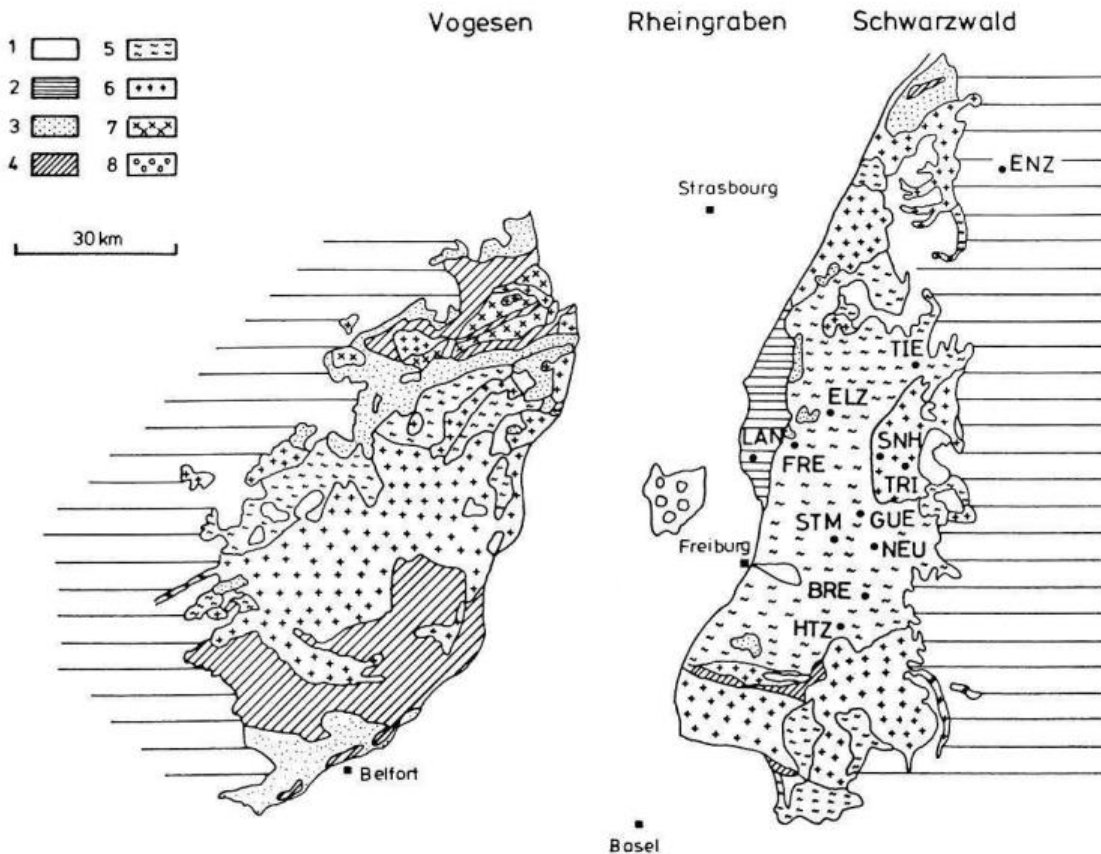 Vogesen Rheingraben Schwarzwald
1 5
2 6
3 7
4 8
30 km
ENZ
Strasbourg
TIE
ELZ
LAN
SNH
FRE
TRI
STM
GUE
Freiburg
NEU
BRE
HTZ
Belfort
Basel